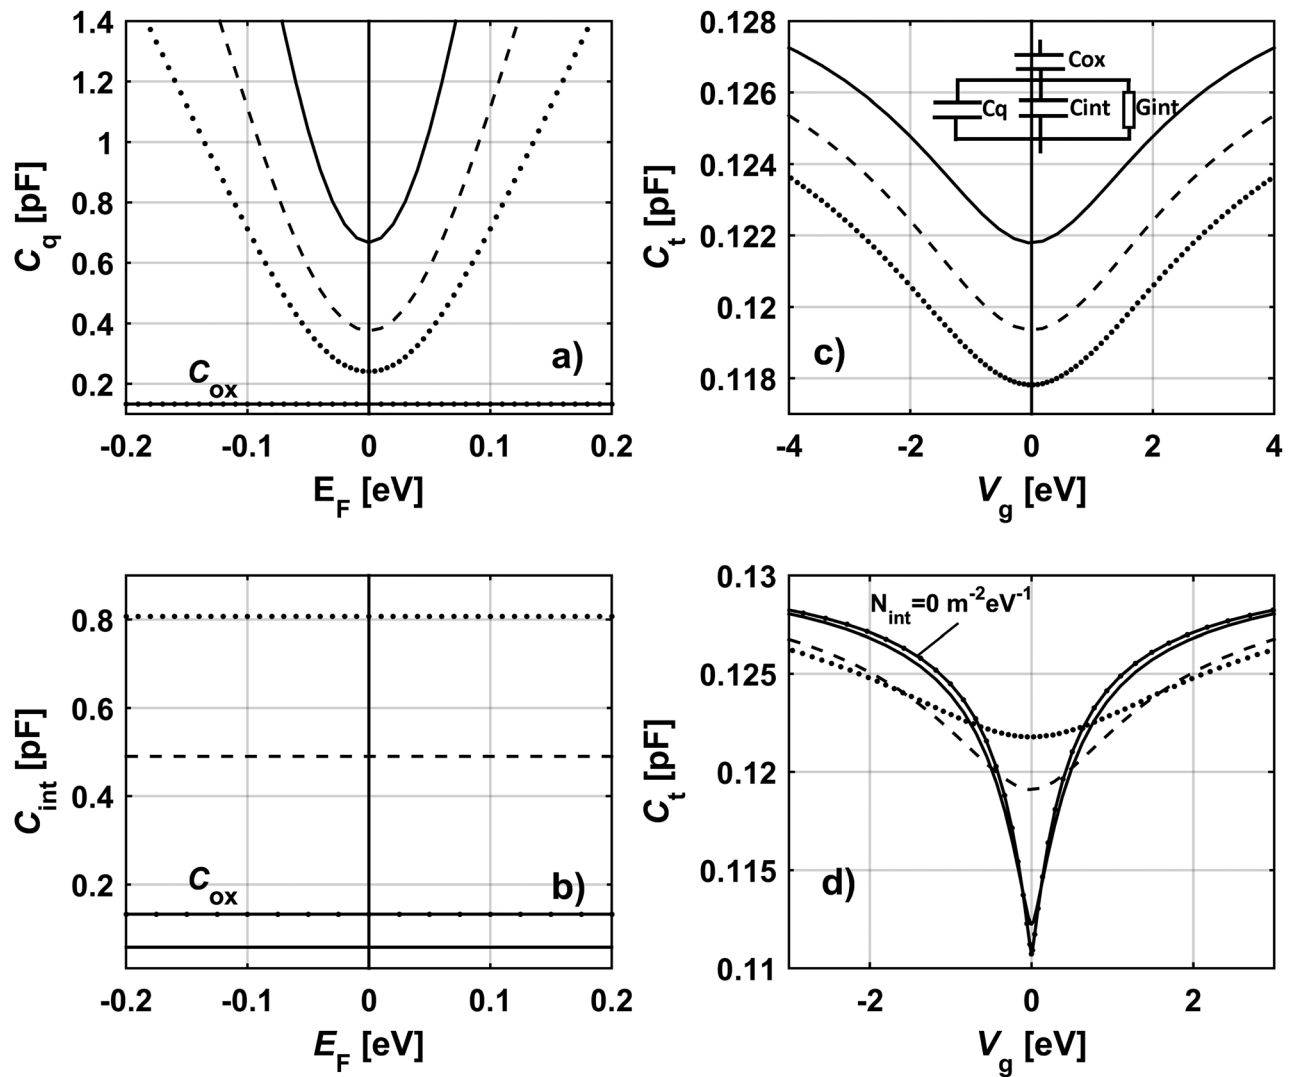 1.4
1.2
1
0.8
0.6
0.4
0.2
C_q [pF]
C_ox
a)
-0.2 -0.1 0 0.1 0.2
E_F [eV]
0.128
0.126
0.124
0.122
0.12
0.118
C_t [pF]
Cox
Cq Cint Gint
c)
-4 -2 0 2 4
V_g [eV]
0.8
0.6
0.4
0.2
C_int [pF]
C_ox
b)
-0.2 -0.1 0 0.1 0.2
E_F [eV]
0.13
0.125
0.12
0.115
0.11
C_t [pF]
N_int=0 m^-2eV^-1
d)
-2 0 2
V_g [eV]